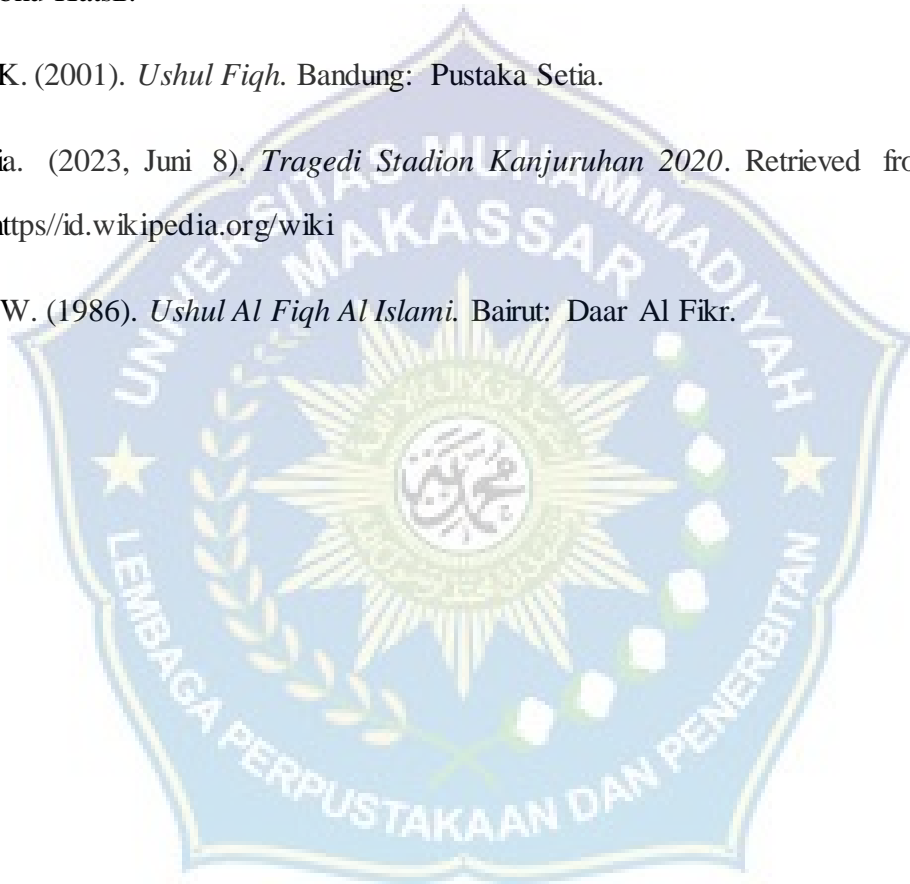 K. (2001). Ushul Fiqh. Bandung: Pustaka Setia.
ia. (2023, Juni 8). Tragedi Stadion Kanjuruhan 2020. Retrieved fro
ttps//id.wikipedia.org/wiki
W. (1986). Ushul Al Fiqh Al Islami. Bairut: Daar Al Fikr.
UNIVERSITAS MUHAMMADIYAH
MAKASSAR
LEMBAGA PERPUSTAKAAN DAN PENERBITAN